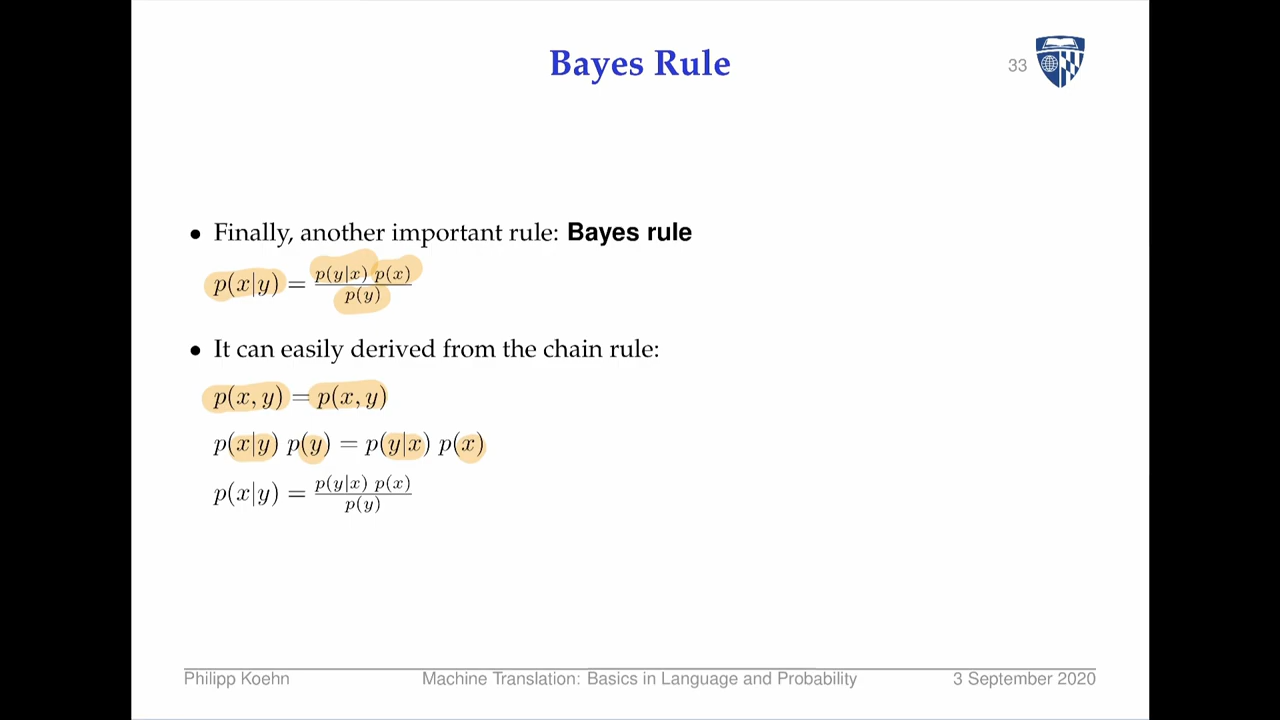 Bayes Rule
33
• Finally, another important rule: Bayes rule
p(x|y) = p(y|x) p(x) / p(y)
• It can easily derived from the chain rule:
p(x, y) = p(x, y)
p(x|y) p(y) = p(y|x) p(x)
p(x|y) = p(y|x) p(x) / p(y)
Philipp Koehn Machine Translation: Basics in Language and Probability 3 September 2020